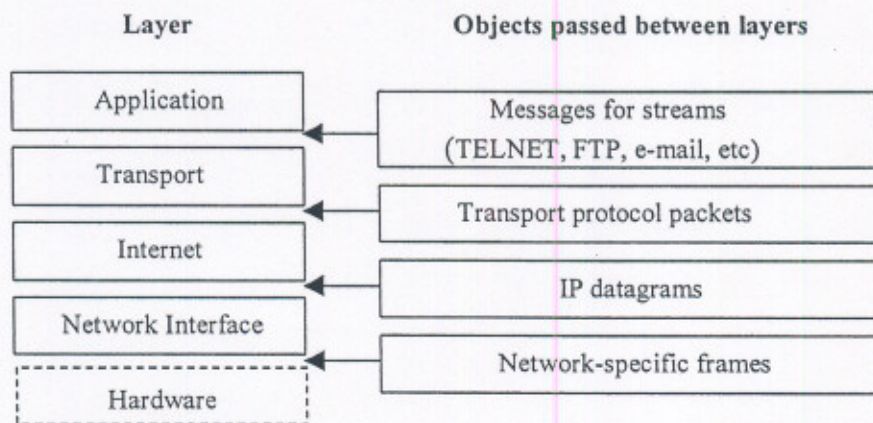 Layer
Objects passed between layers
Application
Messages for streams
(TELNET, FTP, e-mail, etc)
Transport
Transport protocol packets
Internet
IP datagrams
Network Interface
Network-specific frames
Hardware